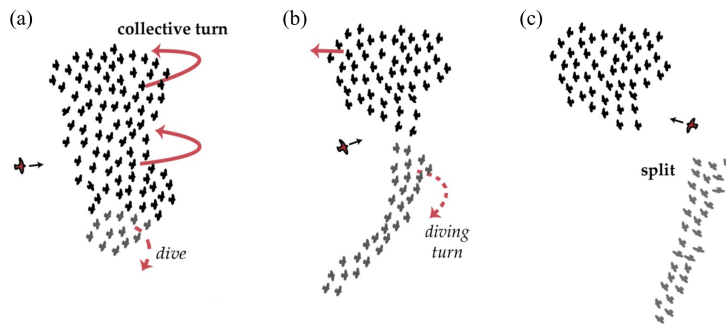 (a)
collective turn
dive
(b)
diving
turn
(c)
split